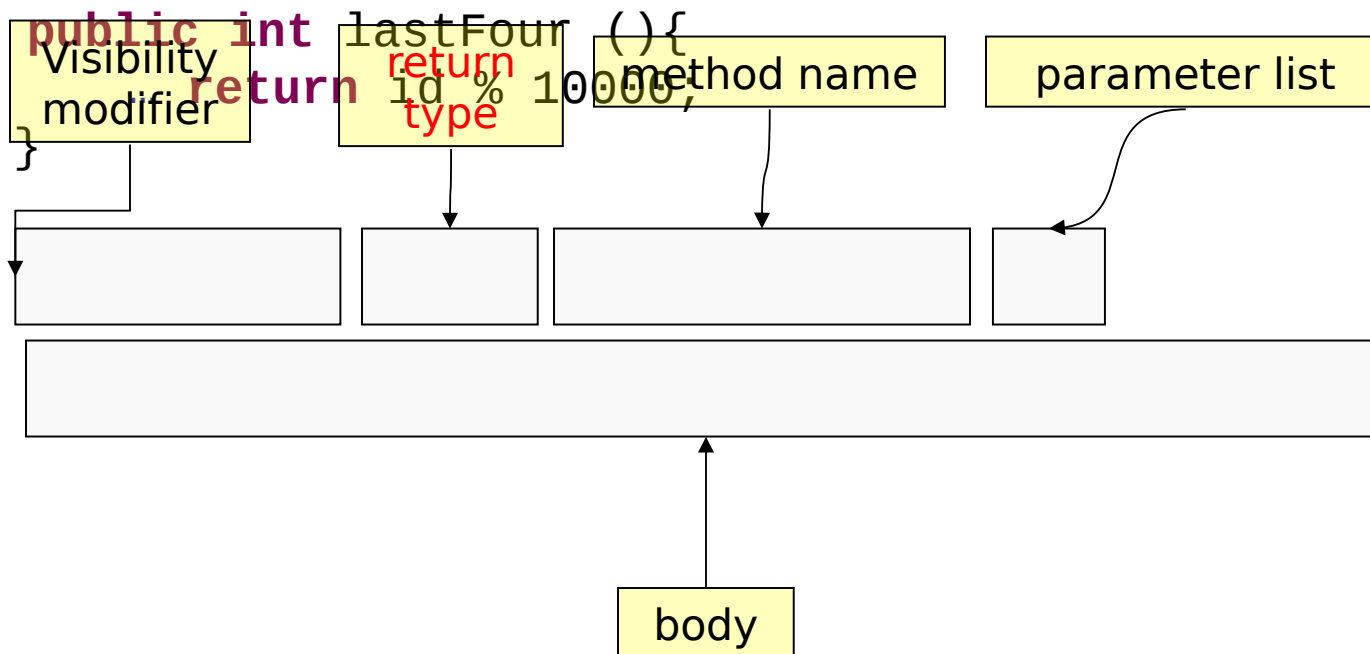 public int lastFour (){
return id % 10000;
}
Visibility
modifier
return
type
method name
parameter list
body